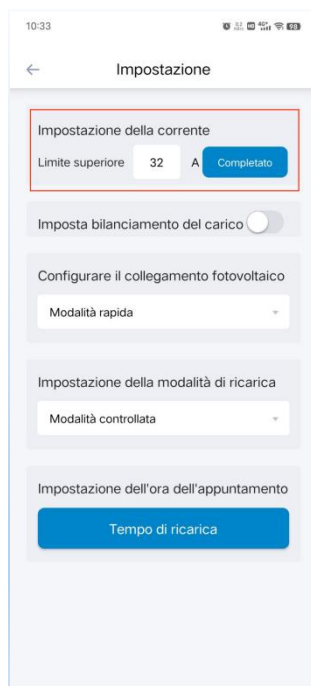 10:33
Impostazione
Impostazione della corrente
Limite superiore 32 A Completato
Imposta bilanciamento del carico
Configurare il collegamento fotovoltaico
Modalità rapida
Impostazione della modalità di ricarica
Modalità controllata
Impostazione dell'ora dell'appuntamento
Tempo di ricarica